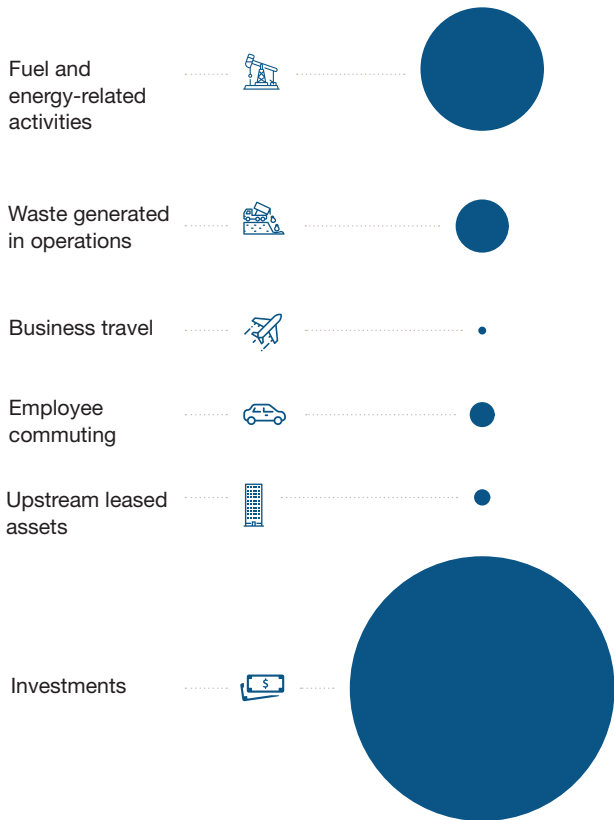 Fuel and
energy-related
activities
Waste generated
in operations
Business travel
Employee
commuting
Upstream leased
assets
Investments
$